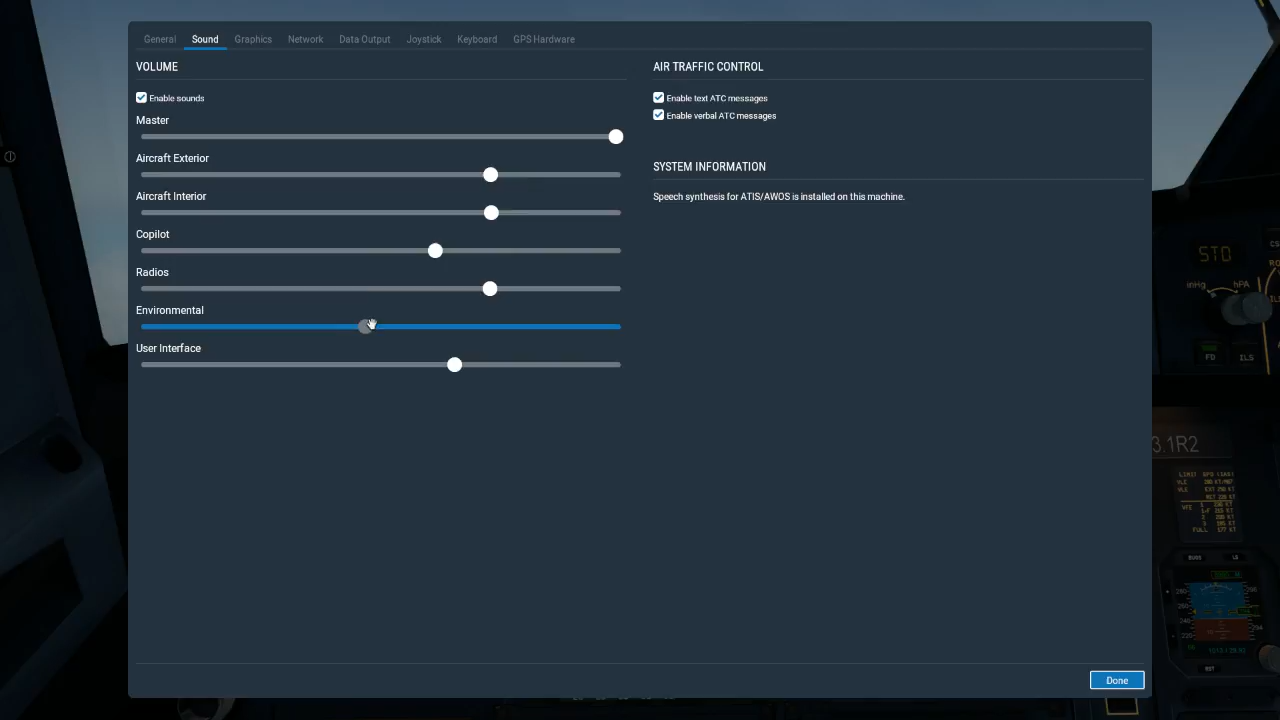 General Sound Graphics Network Data Output Joystick Keyboard GPS Hardware
VOLUME
Enable sounds
Master
Aircraft Exterior
Aircraft Interior
Copilot
Radios
Environmental
User Interface
AIR TRAFFIC CONTROL
Enable text ATC messages
Enable verbal ATC messages
SYSTEM INFORMATION
Speech synthesis for ATIS/AWOS is installed on this machine.
Done
STD
inHg hPA
FD ILS
3.1R2